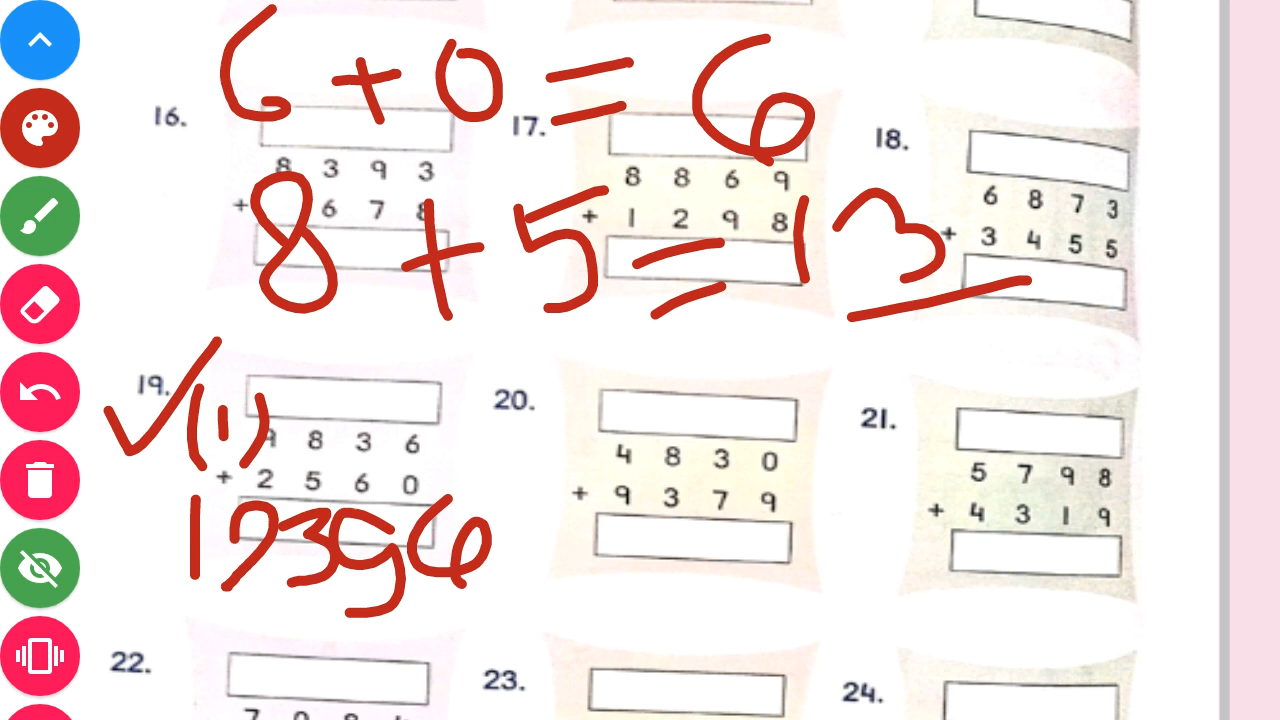 6 + 0 = 6
16.
17.
18.
8 3 9 3
+ 6 7 8
8 8 6 9
+ 1 2 9 8
6 8 7 3
+ 3 4 5 5
8 + 5 = 13
19.
20.
21.
(1)
9 8 3 6
+ 2 5 6 0
4 8 3 0
+ 9 3 7 9
5 7 9 8
+ 4 3 1 9
22.
23.
24.